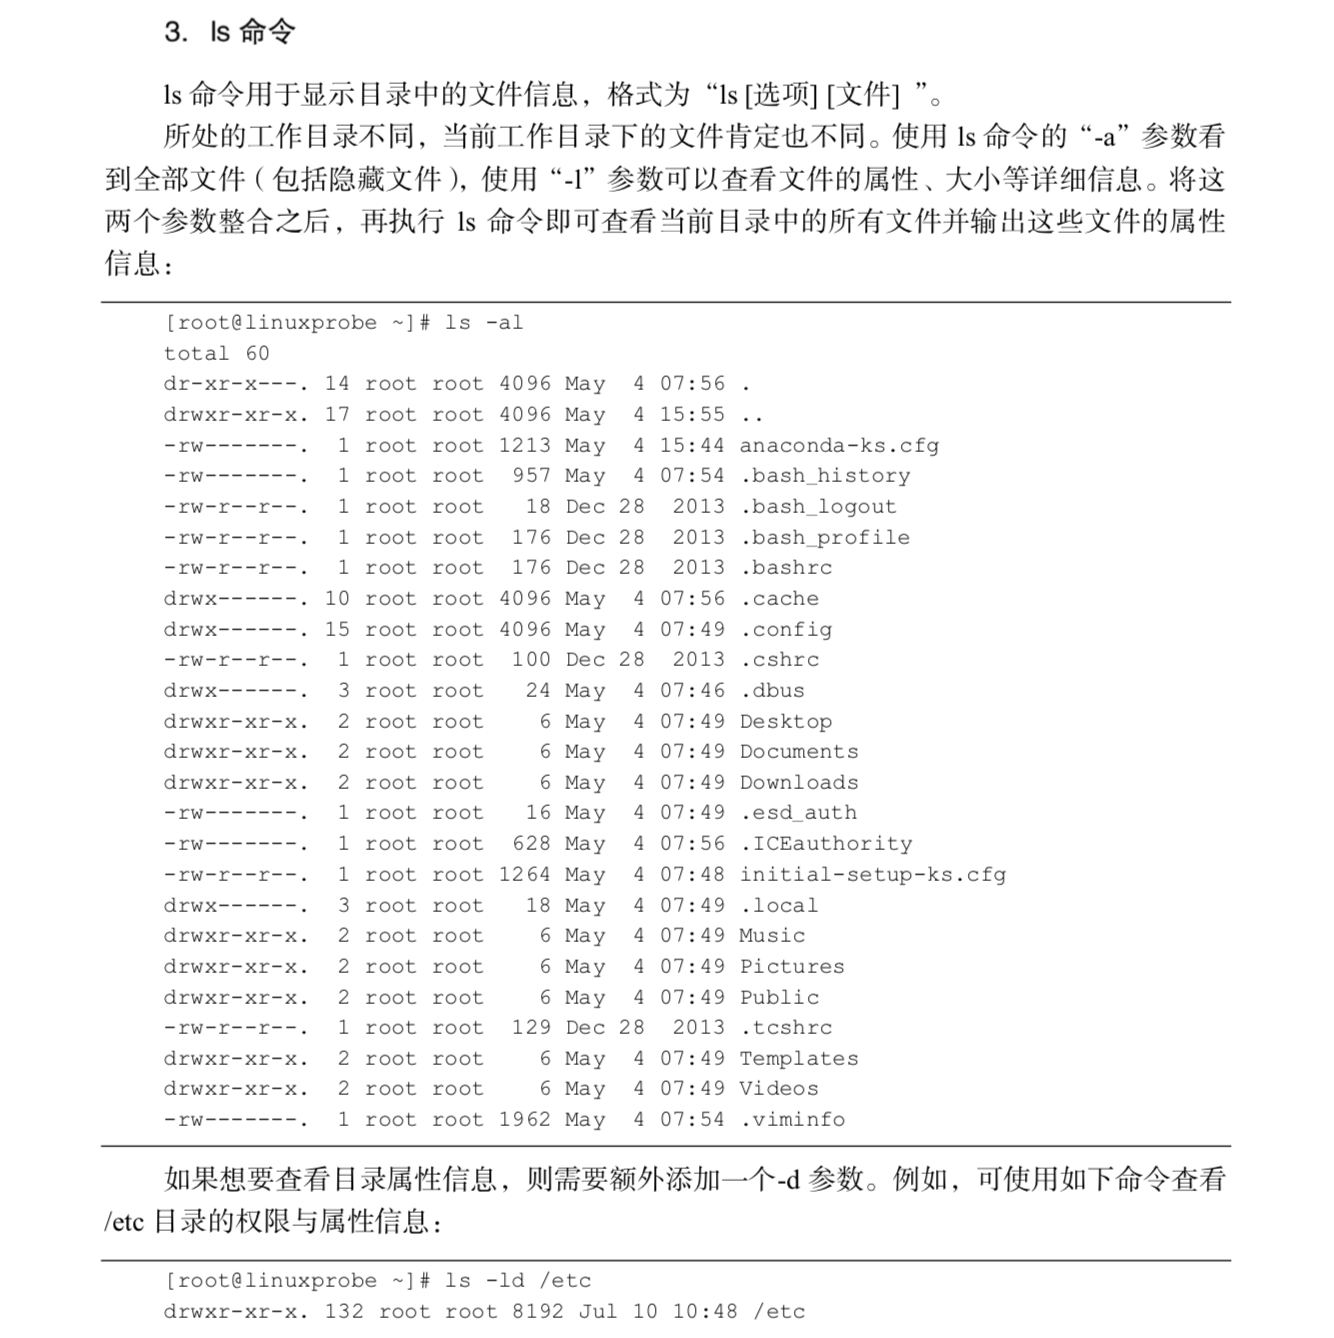 3. ls 命令
ls 命令用于显示目录中的文件信息，格式为“ls [选项] [文件] ”。
所处的工作目录不同，当前工作目录下的文件肯定也不同。使用 ls 命令的“-a”参数看
到全部文件（包括隐藏文件），使用“-l”参数可以查看文件的属性、大小等详细信息。将这
两个参数整合之后，再执行 ls 命令即可查看当前目录中的所有文件并输出这些文件的属性
信息：
[root@linuxprobe ~]# ls -al
total 60
dr-xr-x---. 14 root root 4096 May  4 07:56 .
drwxr-xr-x. 17 root root 4096 May  4 15:55 ..
-rw-------.  1 root root 1213 May  4 15:44 anaconda-ks.cfg
-rw-------.  1 root root  957 May  4 07:54 .bash_history
-rw-r--r--.  1 root root   18 Dec 28  2013 .bash_logout
-rw-r--r--.  1 root root  176 Dec 28  2013 .bash_profile
-rw-r--r--.  1 root root  176 Dec 28  2013 .bashrc
drwx------. 10 root root 4096 May  4 07:56 .cache
drwx------. 15 root root 4096 May  4 07:49 .config
-rw-r--r--.  1 root root  100 Dec 28  2013 .cshrc
drwx------.  3 root root   24 May  4 07:46 .dbus
drwxr-xr-x.  2 root root    6 May  4 07:49 Desktop
drwxr-xr-x.  2 root root    6 May  4 07:49 Documents
drwxr-xr-x.  2 root root    6 May  4 07:49 Downloads
-rw-------.  1 root root   16 May  4 07:49 .esd_auth
-rw-------.  1 root root  628 May  4 07:56 .ICEauthority
-rw-r--r--.  1 root root 1264 May  4 07:48 initial-setup-ks.cfg
drwx------.  3 root root   18 May  4 07:49 .local
drwxr-xr-x.  2 root root    6 May  4 07:49 Music
drwxr-xr-x.  2 root root    6 May  4 07:49 Pictures
drwxr-xr-x.  2 root root    6 May  4 07:49 Public
-rw-r--r--.  1 root root  129 Dec 28  2013 .tcshrc
drwxr-xr-x.  2 root root    6 May  4 07:49 Templates
drwxr-xr-x.  2 root root    6 May  4 07:49 Videos
-rw-------.  1 root root 1962 May  4 07:54 .viminfo
如果想要查看目录属性信息，则需要额外添加一个-d 参数。例如，可使用如下命令查看
/etc 目录的权限与属性信息：
[root@linuxprobe ~]# ls -ld /etc
drwxr-xr-x. 132 root root 8192 Jul 10 10:48 /etc